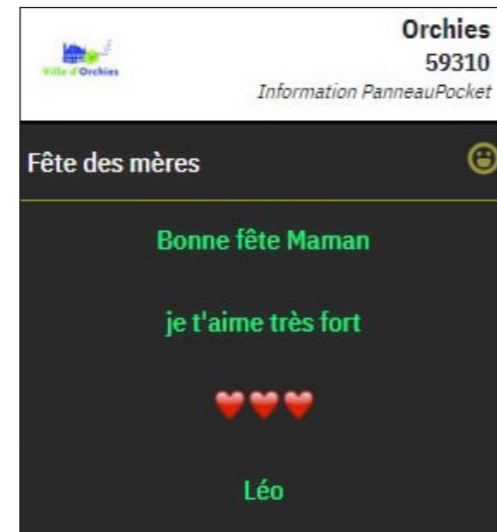 Orchies
Ville d'Orchies
59310
Information PanneauPocket
Fête des mères
Bonne fête Maman
je t'aime très fort
Léo